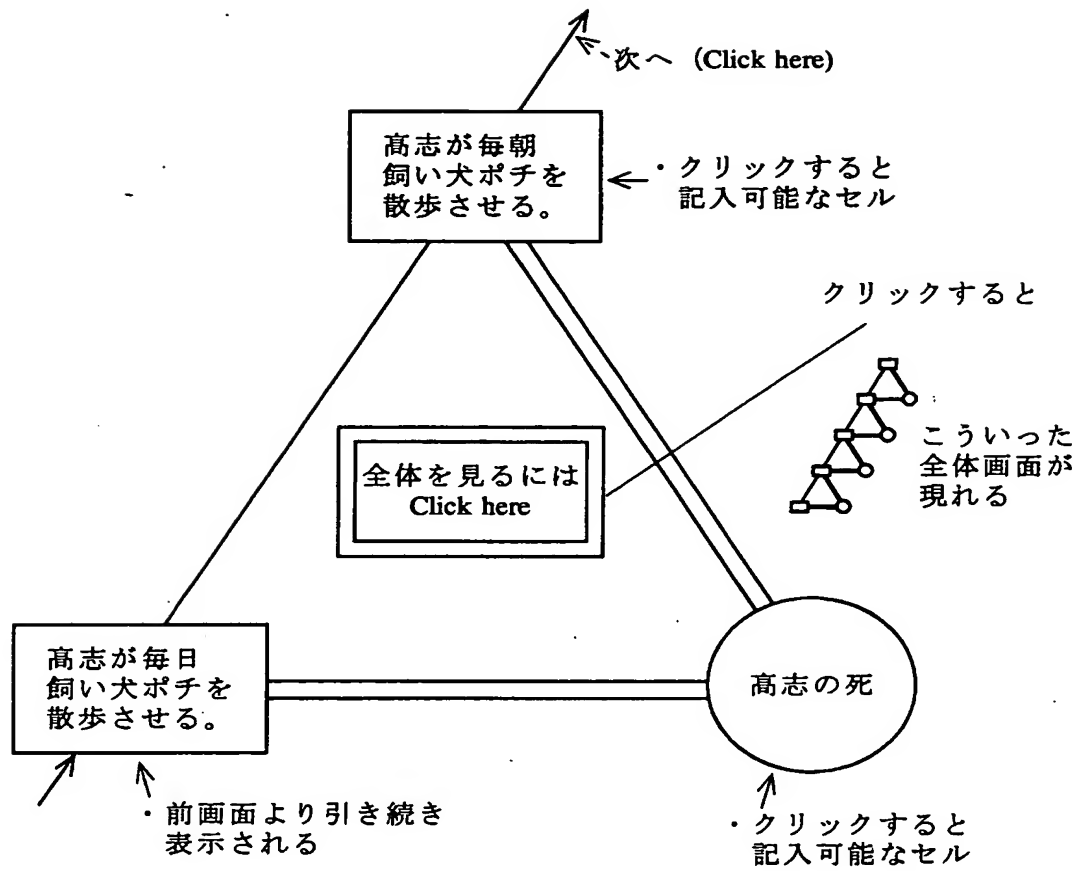 次へ (Click here)
髙志が毎朝
飼い犬ポチを
散歩させる。
・クリックすると
記入可能なセル
クリックすると
こういった
全体画面が
現れる
全体を見るには
Click here
髙志が毎日
飼い犬ポチを
散歩させる。
髙志の死
・前画面より引き続き
表示される
・クリックすると
記入可能なセル